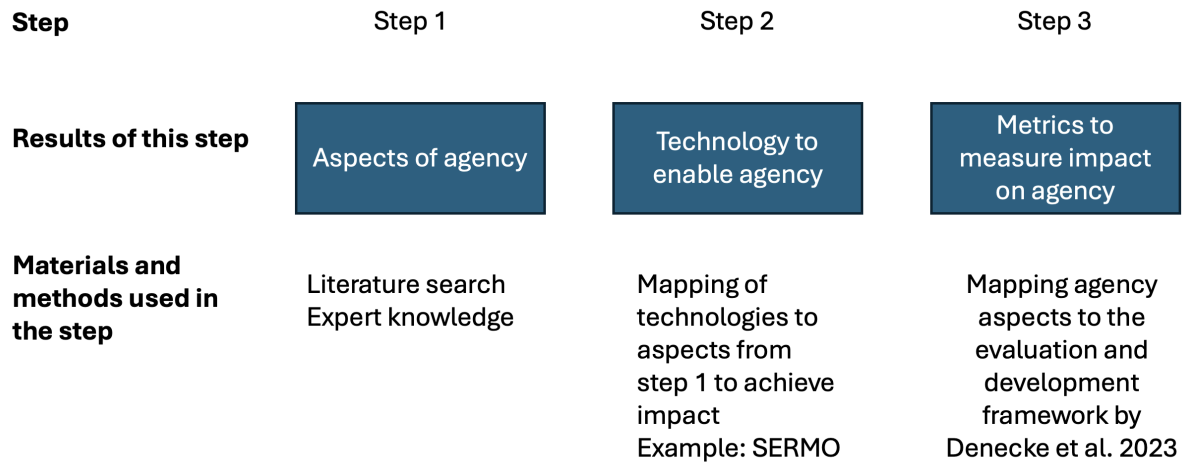 Step
Step 1
Step 2
Step 3
Results of this step
Aspects of agency
Technology to
enable agency
Metrics to
measure impact
on agency
Materials and
methods used in
the step
Literature search
Expert knowledge
Mapping of
technologies to
aspects from
step 1 to achieve
impact
Example: SERMO
Mapping agency
aspects to the
evaluation and
development
framework by
Denecke et al. 2023